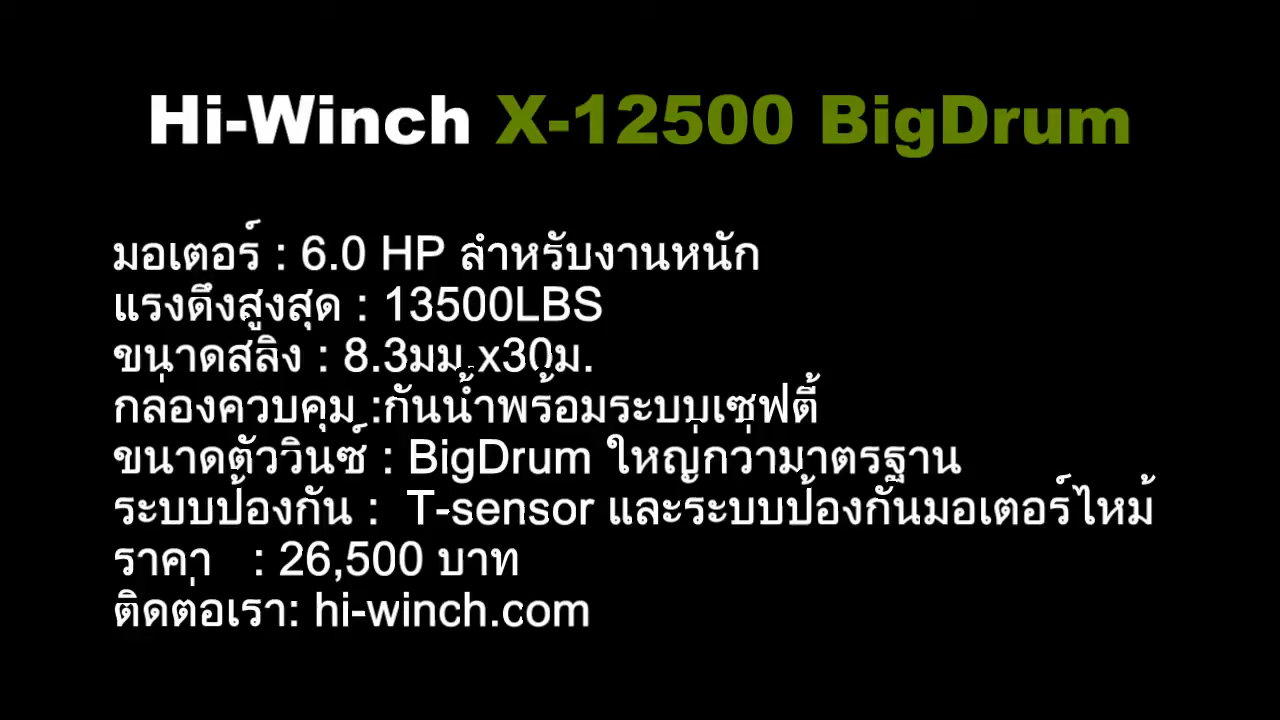 Hi-Winch X-12500 BigDrum
มอเตอร์ : 6.0 HP สำหรับงานหนัก
แรงดึงสูงสุด : 13500LBS
ขนาดสลิง : 8.3มม.x30ม.
กล่องควบคุม :กันน้ำพร้อมระบบเซฟตี้
ขนาดตัววินซ์ : BigDrum ใหญ่กว่ามาตรฐาน
ระบบป้องกัน : T-sensor และระบบป้องกันมอเตอร์ไหม้
ราคา : 26,500 บาท
ติดต่อเรา: hi-winch.com